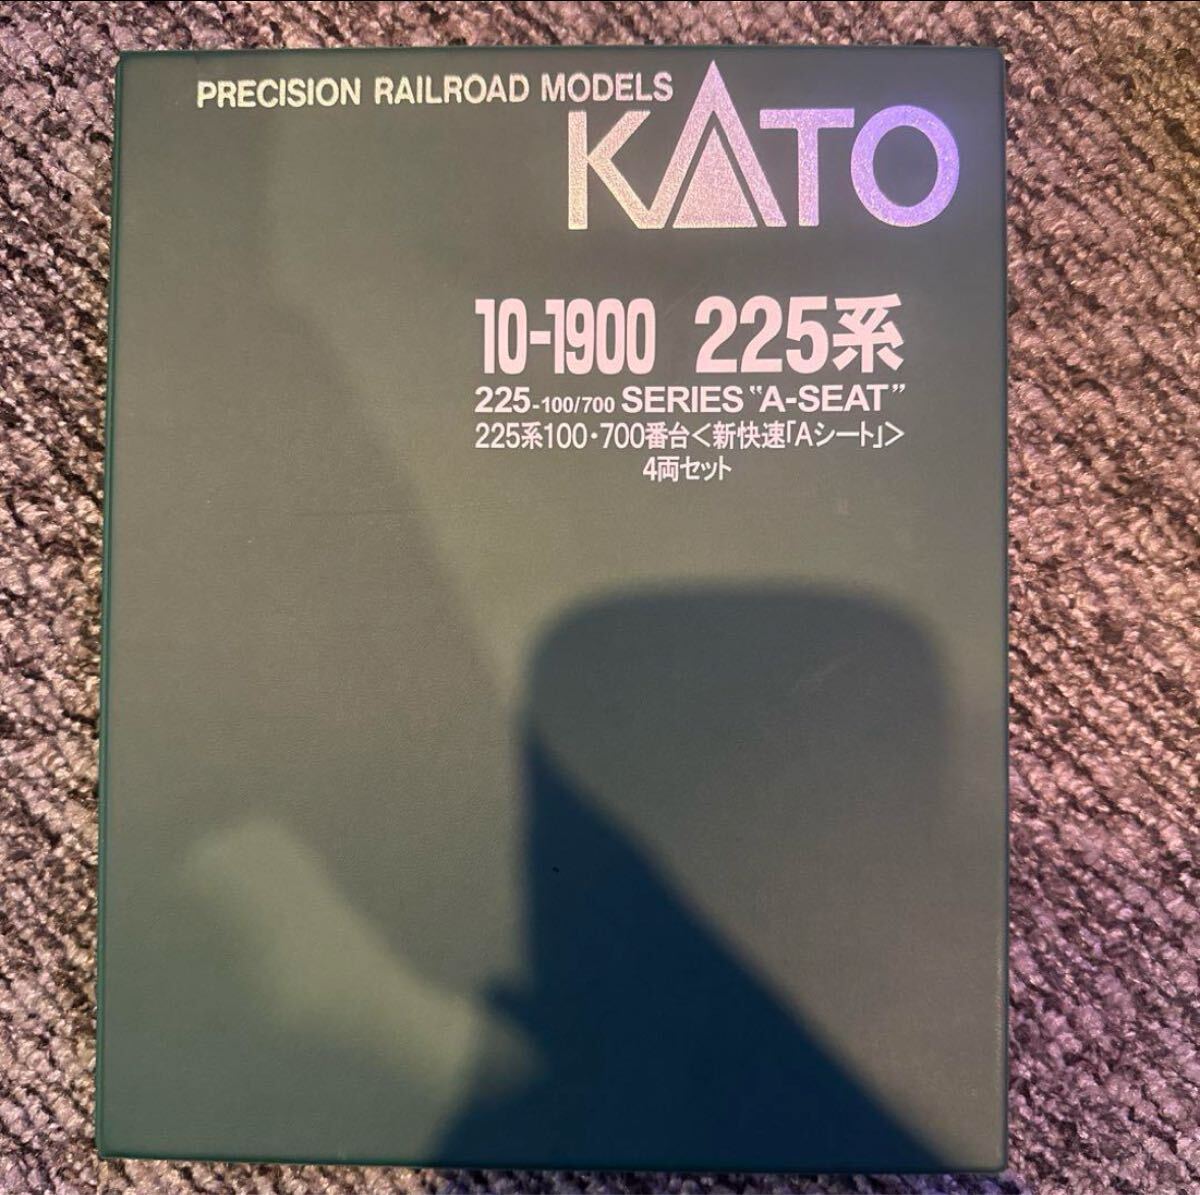 PRECISION RAILROAD MODELS
KATO
10-1900 225系
225-100/700 SERIES "A-SEAT"
225系100・700番台<新快速「Aシート」>
4両セット